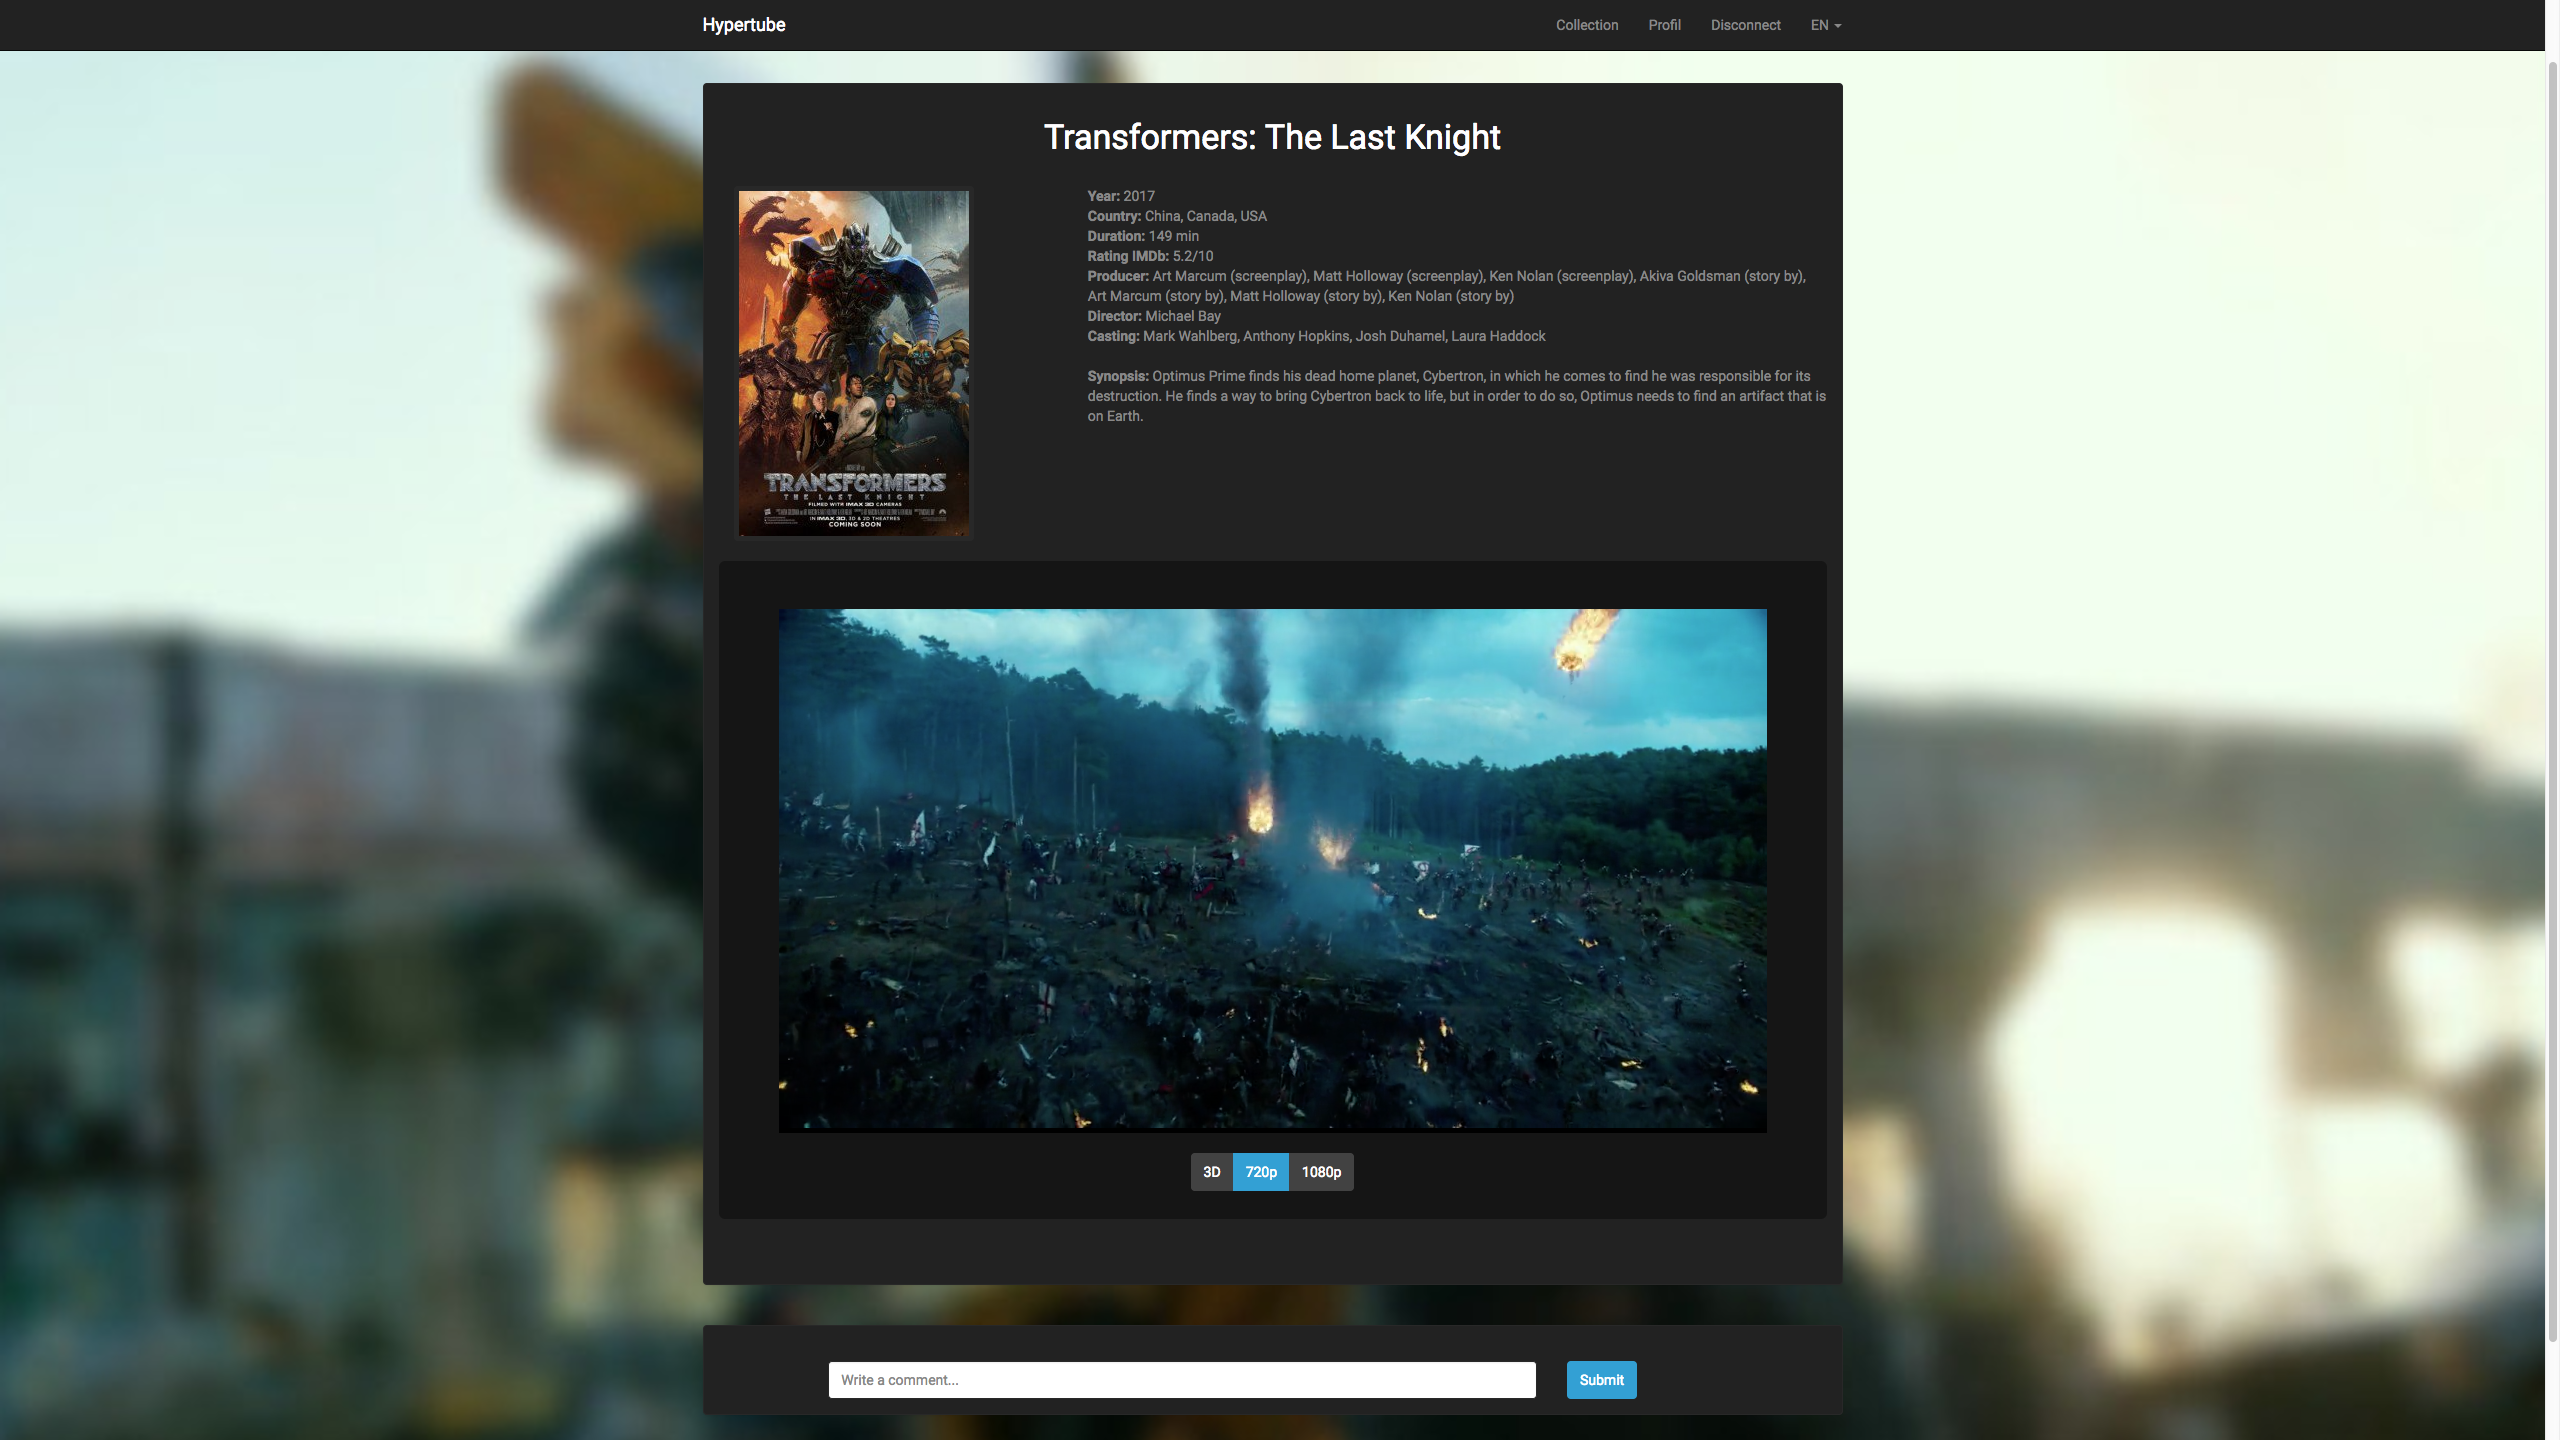 Hypertube
Collection
Profil
Disconnect
EN
Transformers: The Last Knight
Year: 2017
Country: China, Canada, USA
Duration: 149 min
Rating IMDb: 5.2/10
Producer: Art Marcum (screenplay), Matt Holloway (screenplay), Ken Nolan (screenplay), Akiva Goldsman (story by),
Art Marcum (story by), Matt Holloway (story by), Ken Nolan (story by)
Director: Michael Bay
Casting: Mark Wahlberg, Anthony Hopkins, Josh Duhamel, Laura Haddock
Synopsis: Optimus Prime finds his dead home planet, Cybertron, in which he comes to find he was responsible for its
destruction. He finds a way to bring Cybertron back to life, but in order to do so, Optimus needs to find an artifact that is
on Earth.
TRANSFORMERS
THE LAST KNIGHT
FILMED WITH IMAX 3D CAMERAS
IN IMAX 3D, 3D & 2D THEATRES
COMING SOON
3D
720p
1080p
Write a comment...
Submit